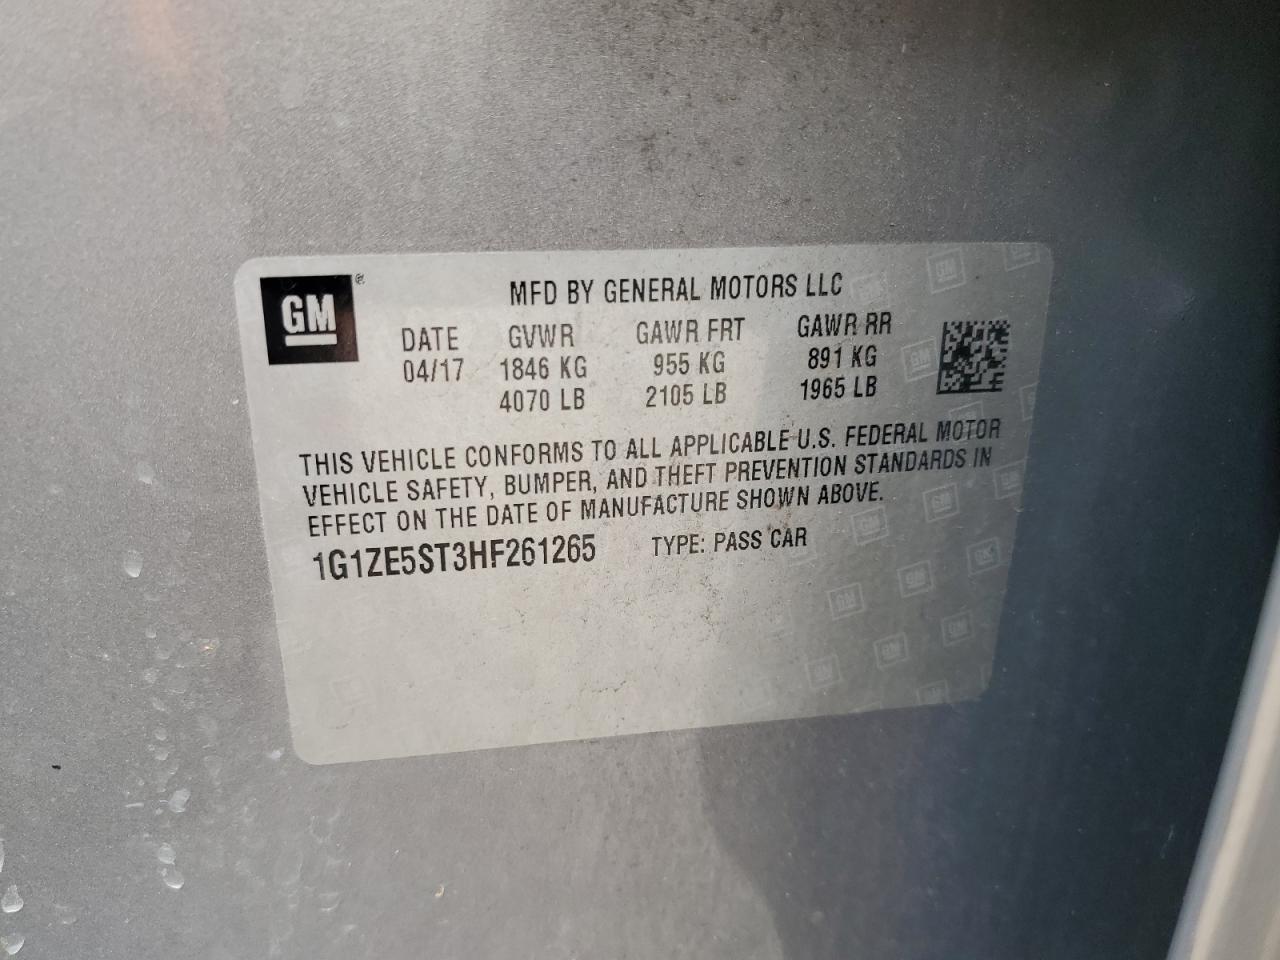 GM®
MFD BY GENERAL MOTORS LLC
DATE GVWR GAWR FRT GAWR RR
04/17 1846 KG 955 KG 891 KG
4070 LB 2105 LB 1965 LB
THIS VEHICLE CONFORMS TO ALL APPLICABLE U.S. FEDERAL MOTOR
VEHICLE SAFETY, BUMPER, AND THEFT PREVENTION STANDARDS IN
EFFECT ON THE DATE OF MANUFACTURE SHOWN ABOVE.
1G1ZE5ST3HF261265 TYPE: PASS CAR